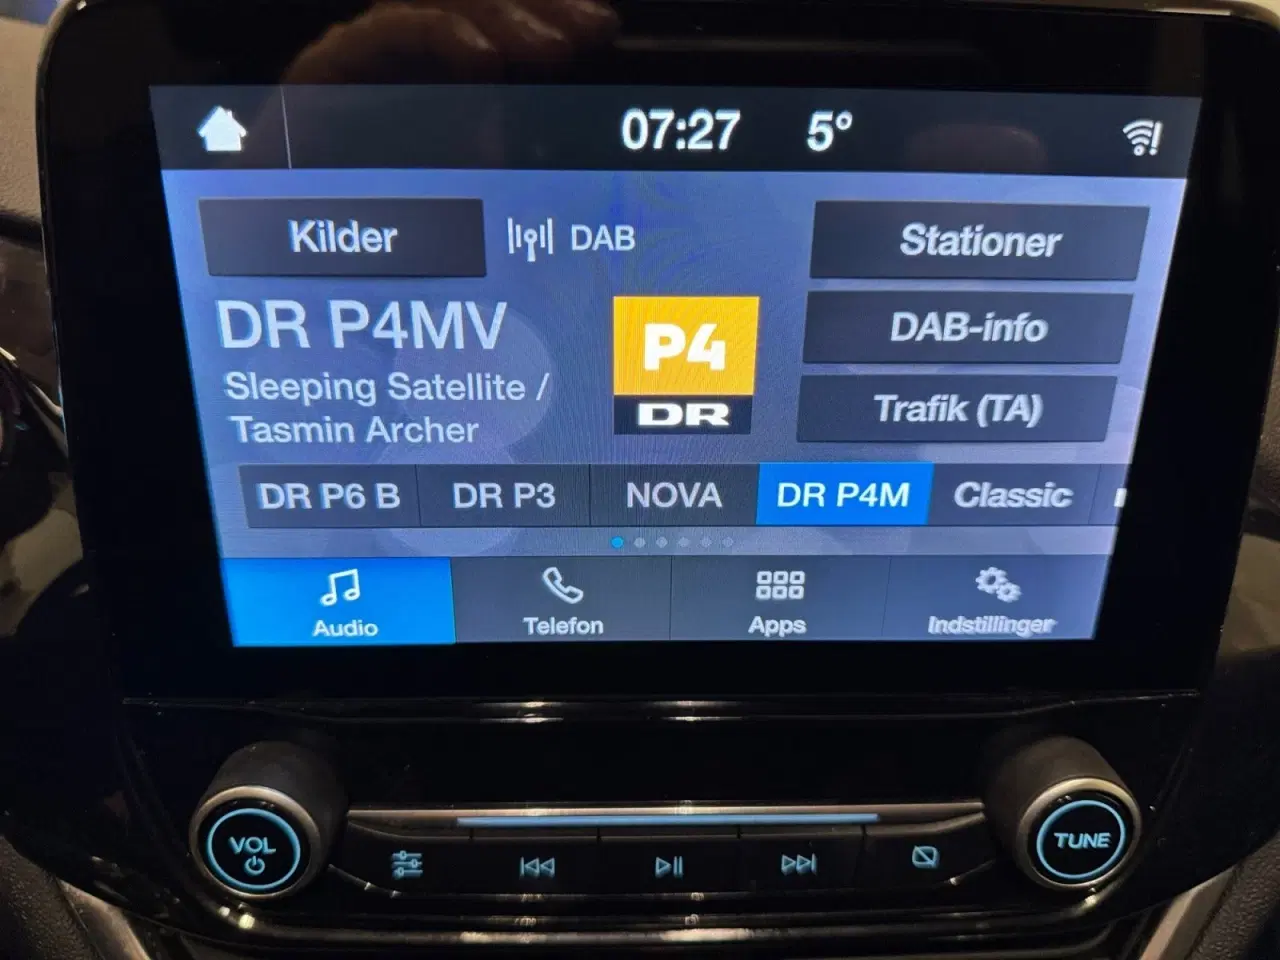 07:27 5°
Kilder
DAB
Stationer
DR P4MV
P4
DR
DAB-info
Sleeping Satellite /
Tasmin Archer
Trafik (TA)
DR P6 B
DR P3
NOVA
DR P4M
Classic
Audio
Telefon
Apps
Indstillinger
VOL
TUNE